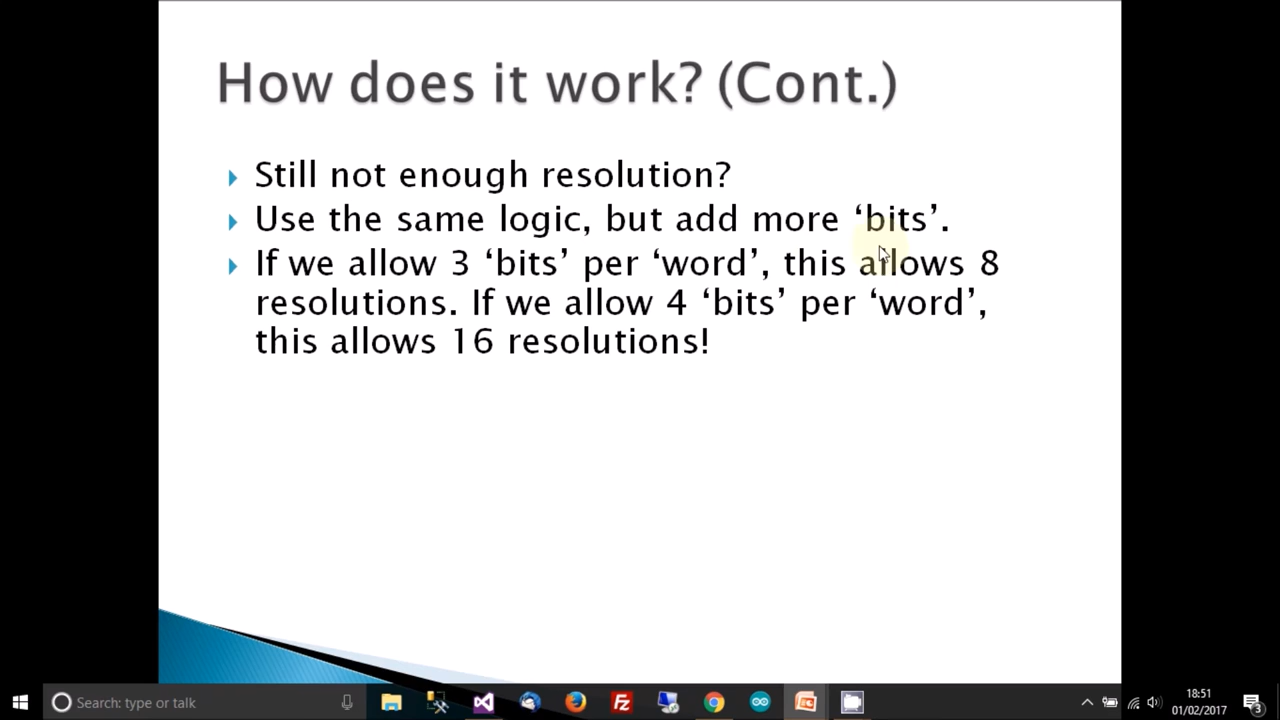 How does it work? (Cont.)
Still not enough resolution?
Use the same logic, but add more ‘bits’.
If we allow 3 ‘bits’ per ‘word’, this allows 8
resolutions. If we allow 4 ‘bits’ per ‘word’,
this allows 16 resolutions!
Search: type or talk
18:51
01/02/2017
3